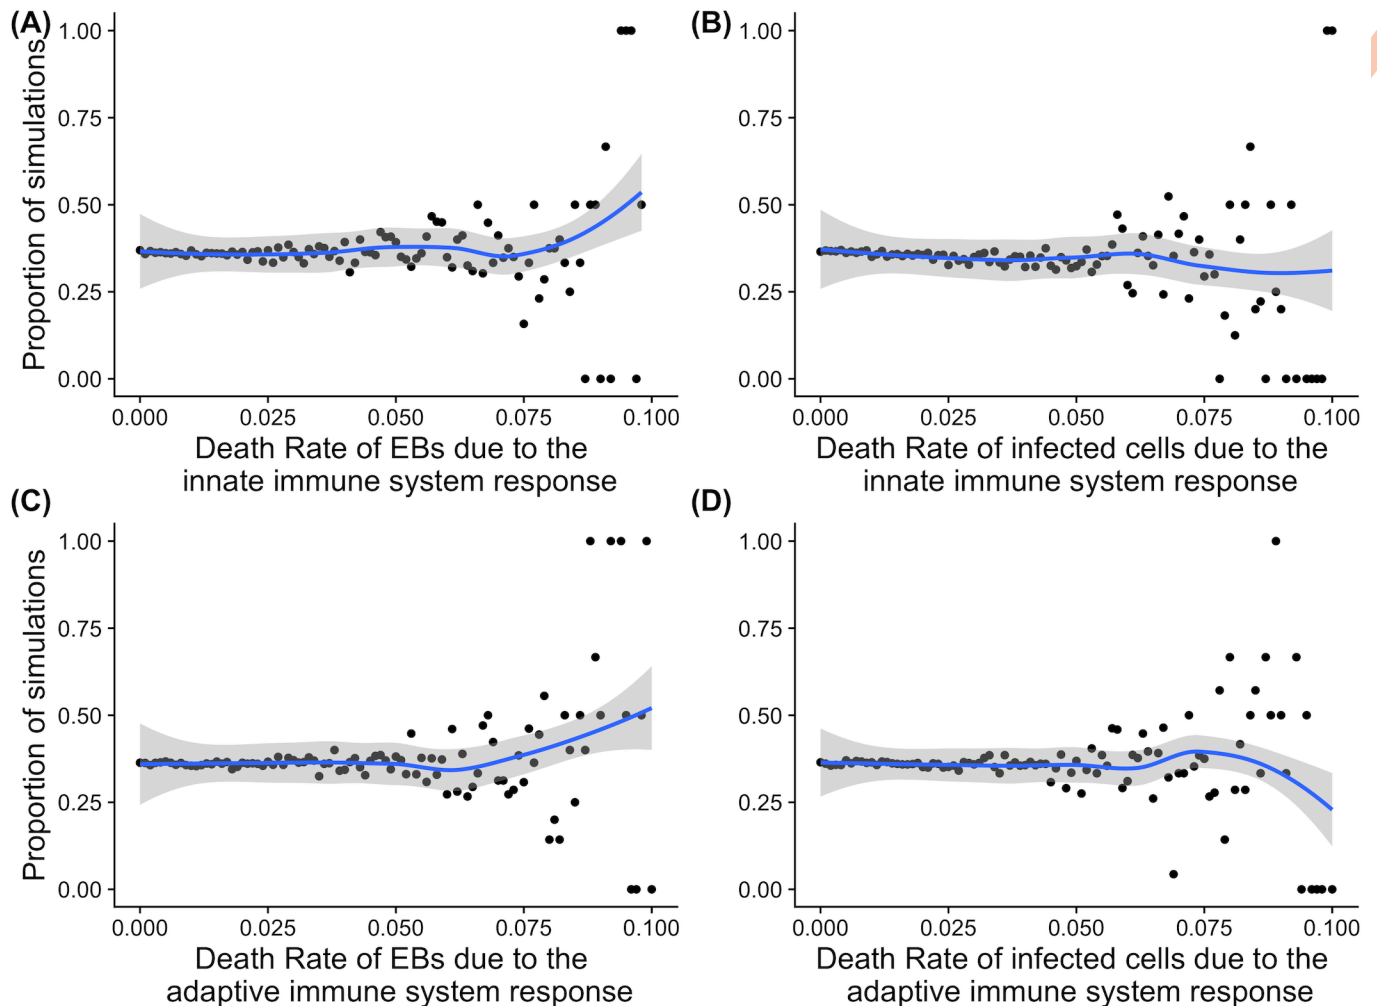 (A)
Proportion of simulations
1.00
0.75
0.50
0.25
0.00
0.000 0.025 0.050 0.075 0.100
Death Rate of EBs due to the
innate immune system response
(B)
1.00
0.75
0.50
0.25
0.00
0.000 0.025 0.050 0.075 0.100
Death Rate of infected cells due to the
innate immune system response
(C)
Proportion of simulations
1.00
0.75
0.50
0.25
0.00
0.000 0.025 0.050 0.075 0.100
Death Rate of EBs due to the
adaptive immune system response
(D)
1.00
0.75
0.50
0.25
0.00
0.000 0.025 0.050 0.075 0.100
Death Rate of infected cells due to the
adaptive immune system response